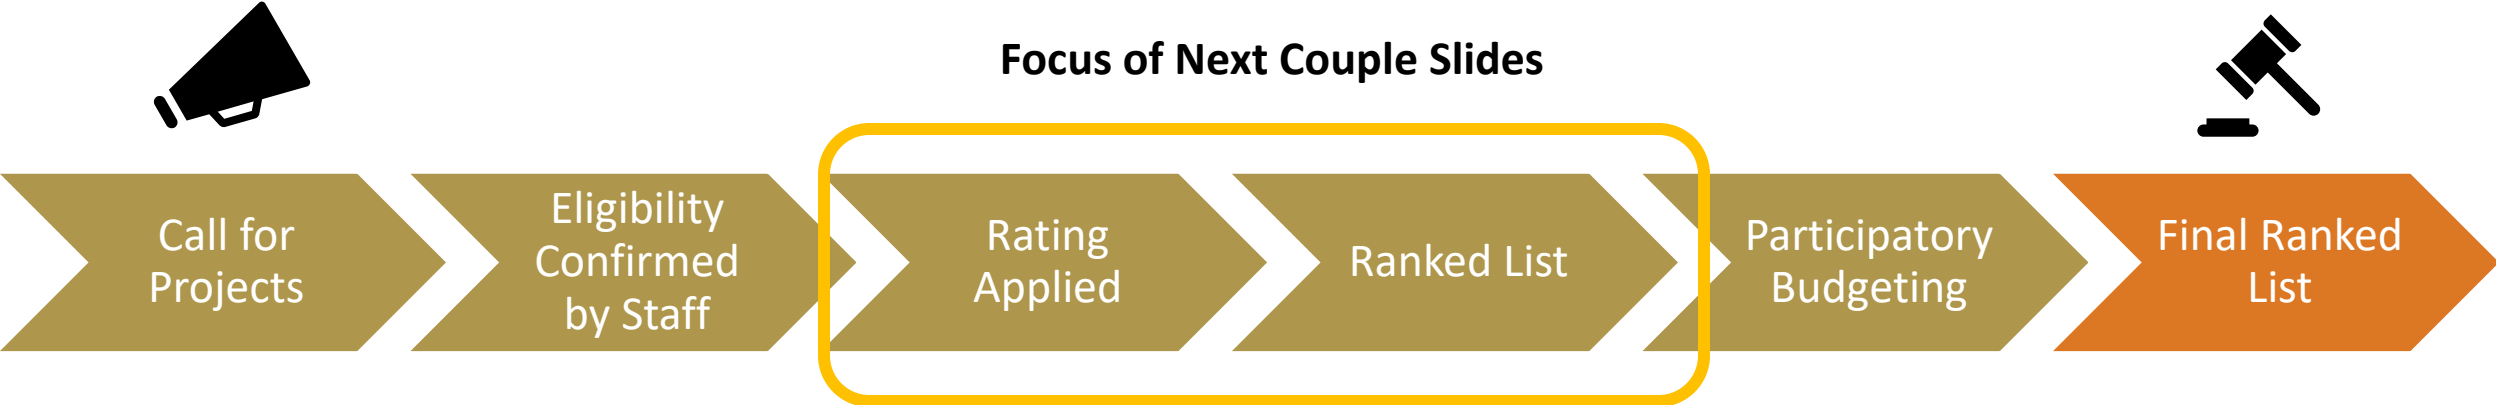 Focus of Next Couple Slides
Call for
Projects
Eligibility
Confirmed
by Staff
Rating
Applied
Ranked List
Participatory
Budgeting
Final Ranked
List